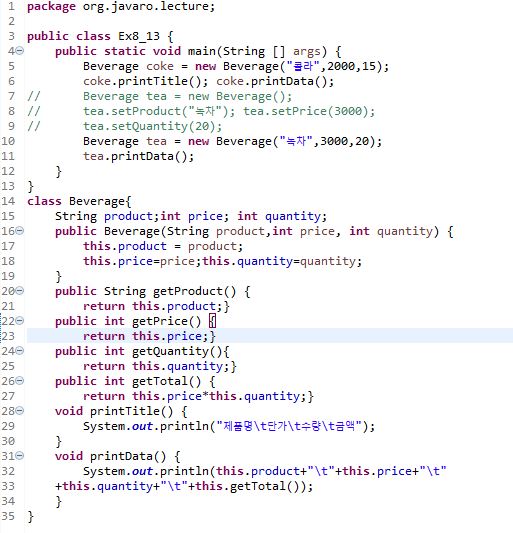 1 package org.javaro.lecture;
2
3 public class Ex8_13 {
4     public static void main(String [] args) {
5         Beverage coke = new Beverage("콜라",2000,15);
6         coke.printTitle(); coke.printData();
7 //      Beverage tea = new Beverage();
8 //      tea.setProduct("녹차"); tea.setPrice(3000);
9 //      tea.setQuantity(20);
10         Beverage tea = new Beverage("녹차",3000,20);
11         tea.printData();
12     }
13 }
14 class Beverage{
15     String product;int price; int quantity;
16     public Beverage(String product,int price, int quantity) {
17         this.product = product;
18         this.price=price;this.quantity=quantity;
19     }
20     public String getProduct() {
21         return this.product;}
22     public int getPrice() {
23         return this.price;}
24     public int getQuantity(){
25         return this.quantity;}
26     public int getTotal() {
27         return this.price*this.quantity;}
28     void printTitle() {
29         System.out.println("제품명\t단가\t수량\t금액");
30     }
31     void printData() {
32         System.out.println(this.product+"\t"+this.price+"\t"
33     +this.quantity+"\t"+this.getTotal());
34     }
35 }